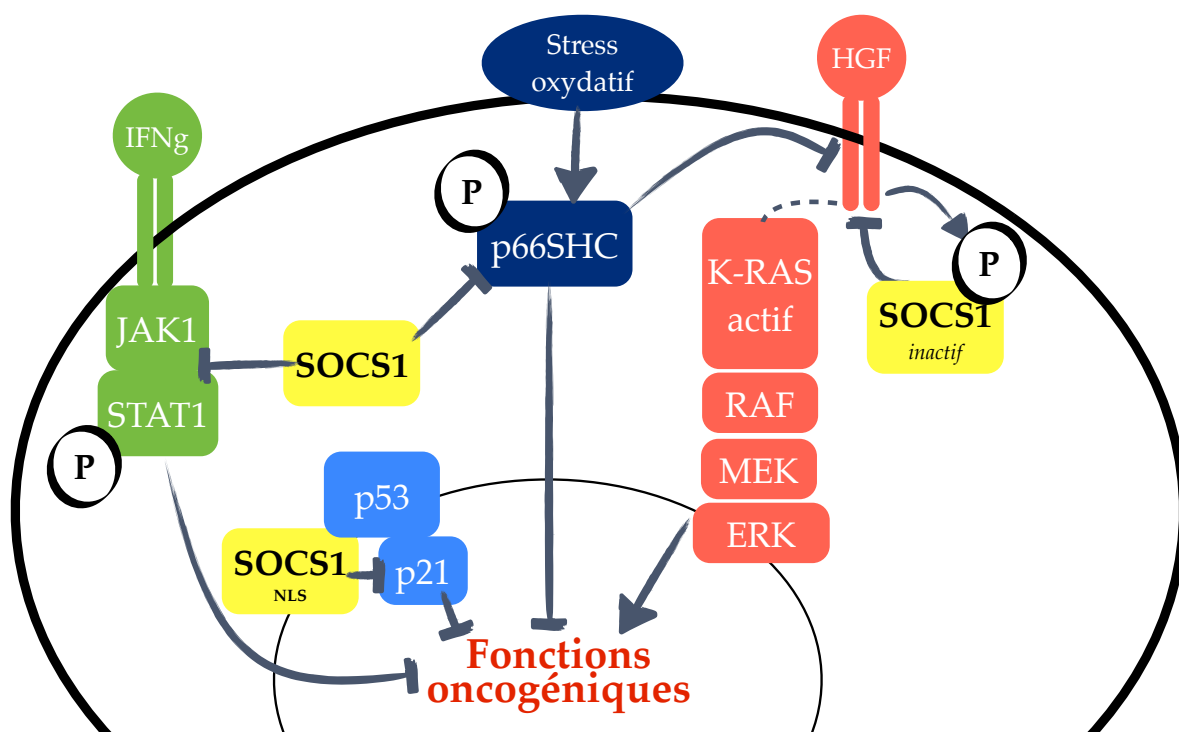 Stress
oxydatif
HGF
IFNg
P
p66SHC
P
K-RAS
actif
SOCS1
inactif
JAK1
SOCS1
STAT1
RAF
P
MEK
p53
ERK
SOCS1
NLS
p21
Fonctions
oncogéniques